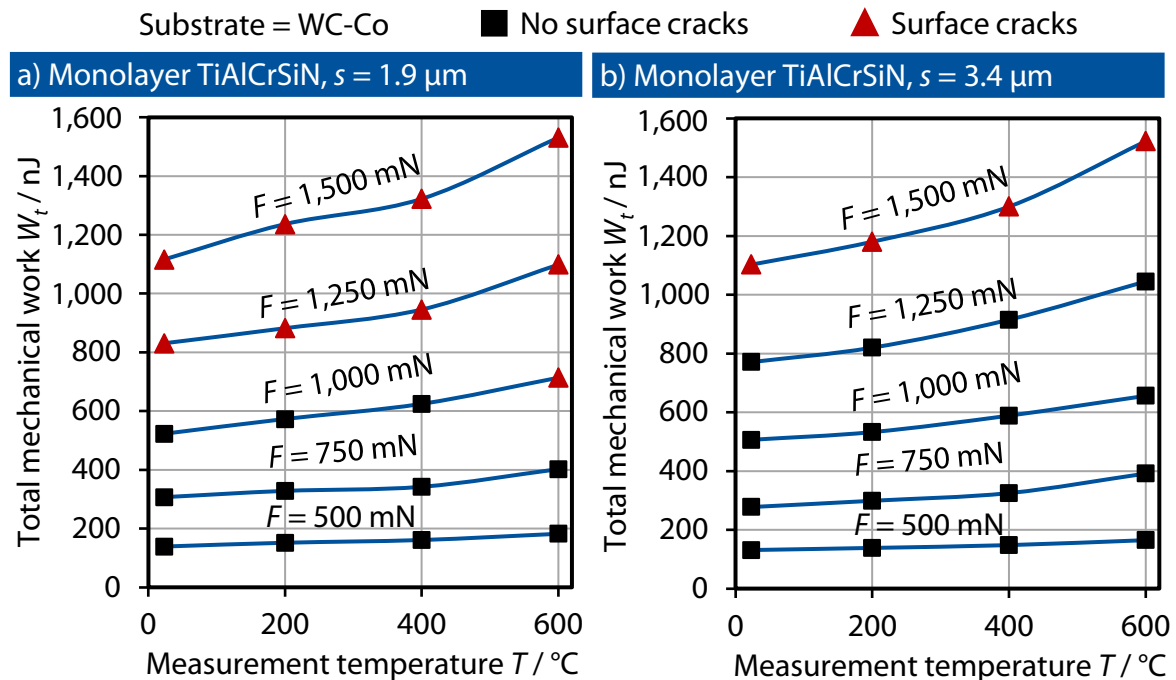 Substrate = WC-Co
No surface cracks
Surface cracks
a) Monolayer TiAlCrSiN, s = 1.9 µm
Total mechanical work Wt / nJ
1,600
1,400
1,200
1,000
800
600
400
200
0
F = 1,500 mN
F = 1,250 mN
F = 1,000 mN
F = 750 mN
F = 500 mN
0 200 400 600
Measurement temperature T / °C
b) Monolayer TiAlCrSiN, s = 3.4 µm
Total mechanical work Wt / nJ
1,600
1,400
1,200
1,000
800
600
400
200
0
F = 1,500 mN
F = 1,250 mN
F = 1,000 mN
F = 750 mN
F = 500 mN
0 200 400 600
Measurement temperature T / °C